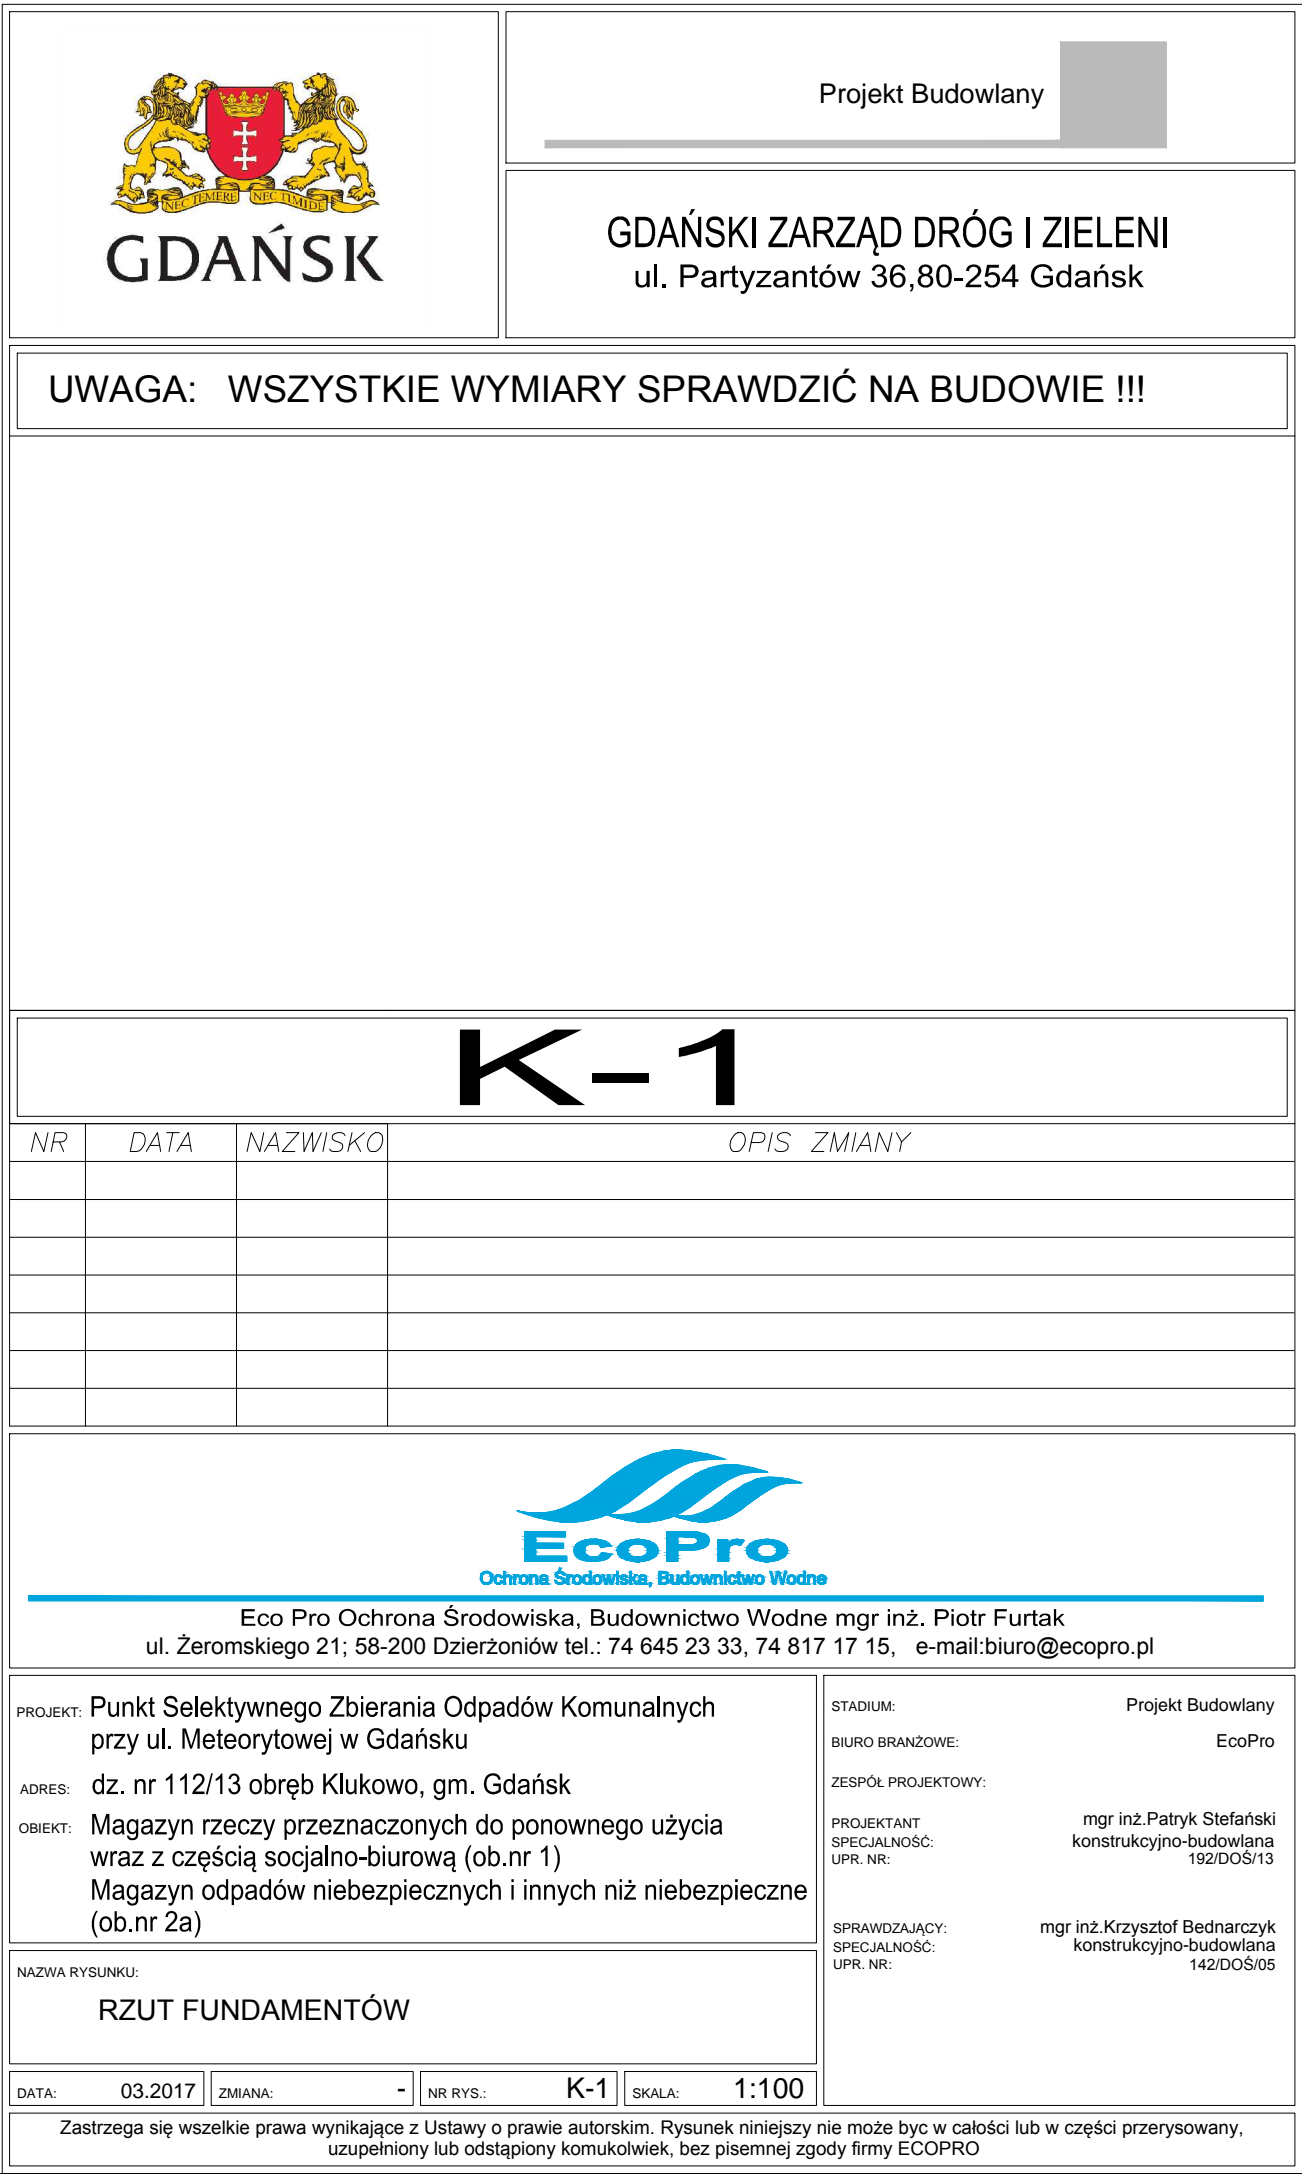 NEC TEMERE NEC TIMIDE
GDAŃSK
Projekt Budowlany
GDAŃSKI ZARZĄD DRÓG I ZIELENI
ul. Partyzantów 36,80-254 Gdańsk
UWAGA: WSZYSTKIE WYMIARY SPRAWDZIĆ NA BUDOWIE !!!
K-1
NR DATA NAZWISKO OPIS ZMIANY
EcoPro
Ochrona Środowiska, Budownictwo Wodne
Eco Pro Ochrona Środowiska, Budownictwo Wodne mgr inż. Piotr Furtak
ul. Żeromskiego 21; 58-200 Dzierżoniów tel.: 74 645 23 33, 74 817 17 15, e-mail:biuro@ecopro.pl
PROJEKT: Punkt Selektywnego Zbierania Odpadów Komunalnych
przy ul. Meteorytowej w Gdańsku
ADRES: dz. nr 112/13 obręb Klukowo, gm. Gdańsk
OBIEKT: Magazyn rzeczy przeznaczonych do ponownego użycia
wraz z częścią socjalno-biurową (ob.nr 1)
Magazyn odpadów niebezpiecznych i innych niż niebezpieczne
(ob.nr 2a)
STADIUM: Projekt Budowlany
BIURO BRANŻOWE: EcoPro
ZESPÓŁ PROJEKTOWY:
PROJEKTANT mgr inż.Patryk Stefański
SPECJALNOŚĆ: konstrukcyjno-budowlana
UPR. NR: 192/DOŚ/13
SPRAWDZAJĄCY: mgr inż.Krzysztof Bednarczyk
SPECJALNOŚĆ: konstrukcyjno-budowlana
UPR. NR: 142/DOŚ/05
NAZWA RYSUNKU:
RZUT FUNDAMENTÓW
DATA: 03.2017 ZMIANA: - NR RYS.: K-1 SKALA: 1:100
Zastrzega się wszelkie prawa wynikające z Ustawy o prawie autorskim. Rysunek niniejszy nie może byc w całości lub w części przerysowany,
uzupełniony lub odstąpiony komukolwiek, bez pisemnej zgody firmy ECOPRO